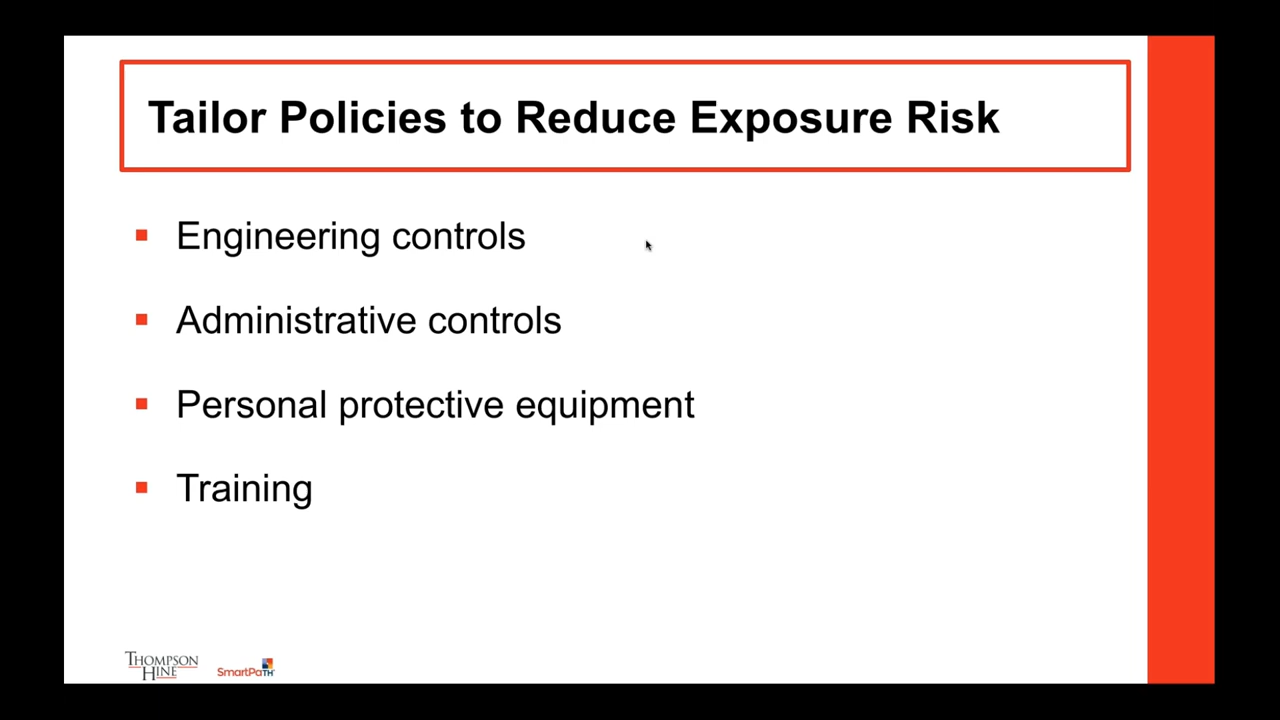 Tailor Policies to Reduce Exposure Risk
Engineering controls
Administrative controls
Personal protective equipment
Training
THOMPSON
HINE
SmartPaTH